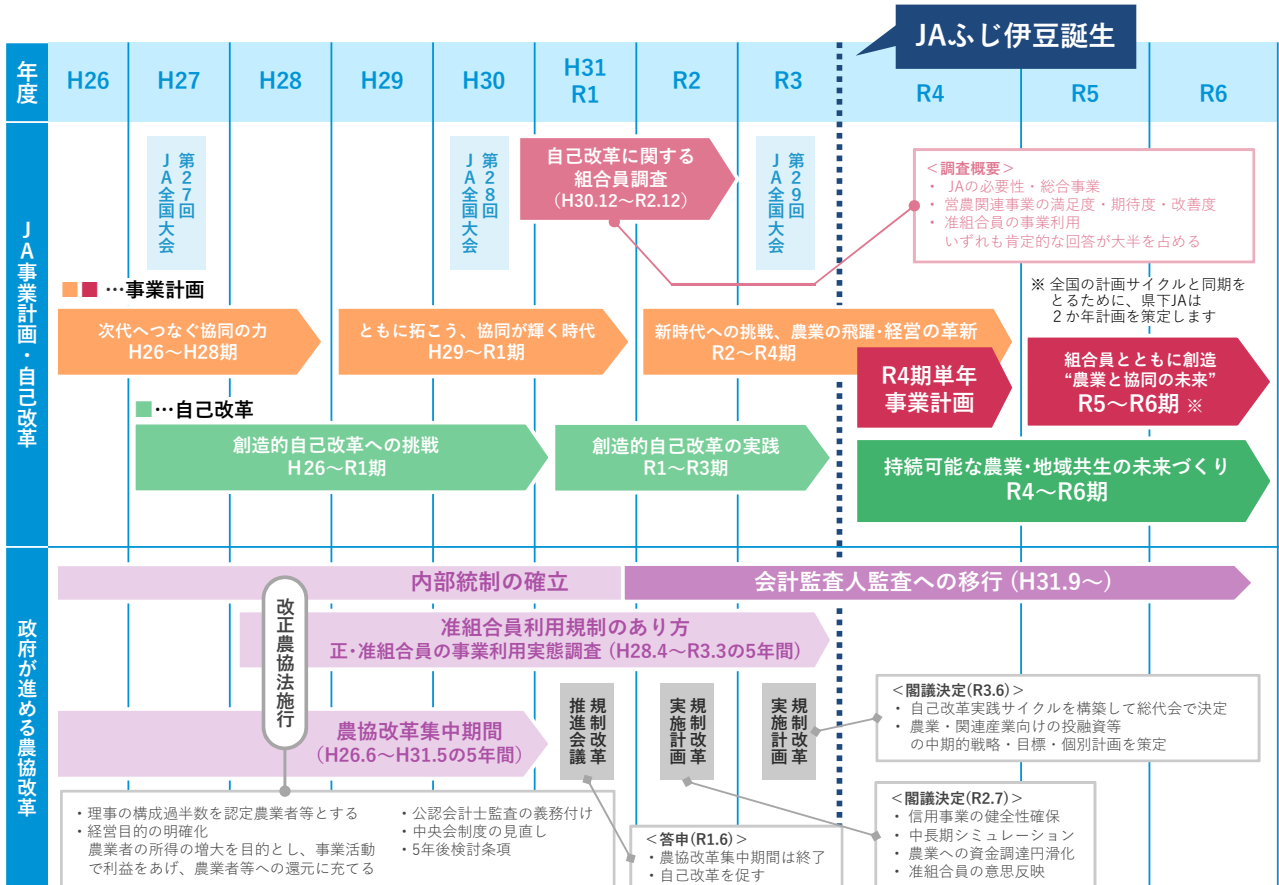 JAふじ伊豆誕生
年度
H26
H27
H28
H29
H30
H31
R1
R2
R3
R4
R5
R6
JA事業計画・自己改革
第27回
JA全国大会
第28回
JA全国大会
自己改革に関する
組合員調査
(H30.12〜R2.12)
第29回
JA全国大会
＜調査概要＞
・ JAの必要性・総合事業
・ 営農関連事業の満足度・期待度・改善度
・ 准組合員の事業利用
いずれも肯定的な回答が大半を占める
※ 全国の計画サイクルと同期を
とるために、県下JAは
２か年計画を策定します
…事業計画
次代へつなぐ協同の力
H26〜H28期
ともに拓こう、協同が輝く時代
H29〜R1期
新時代への挑戦、農業の飛躍・経営の革新
R2〜R4期
R4期単年
事業計画
組合員とともに創造
“農業と協同の未来”
R5〜R6期 ※
…自己改革
創造的自己改革への挑戦
H26〜R1期
創造的自己改革の実践
R1〜R3期
持続可能な農業・地域共生の未来づくり
R4〜R6期
政府が進める農協改革
内部統制の確立
会計監査人監査への移行 (H31.9〜)
改正農協法施行
准組合員利用規制のあり方
正・准組合員の事業利用実態調査 (H28.4〜R3.3の5年間)
農協改革集中期間
(H26.6〜H31.5の5年間)
規制改革
推進会議
規制改革
実施計画
規制改革
実施計画
＜閣議決定(R3.6)＞
・ 自己改革実践サイクルを構築して総代会で決定
・ 農業・関連産業向けの投融資等
の中期的戦略・目標・個別計画を策定
・理事の構成過半数を認定農業者等とする
・経営目的の明確化
農業者の所得の増大を目的とし、事業活動
で利益をあげ、農業者等への還元に充てる
・公認会計士監査の義務付け
・中央会制度の見直し
・5年後検討条項
＜答申(R1.6)＞
・農協改革集中期間は終了
・自己改革を促す
＜閣議決定(R2.7)＞
・ 信用事業の健全性確保
・ 中長期シミュレーション
・ 農業への資金調達円滑化
・ 准組合員の意思反映